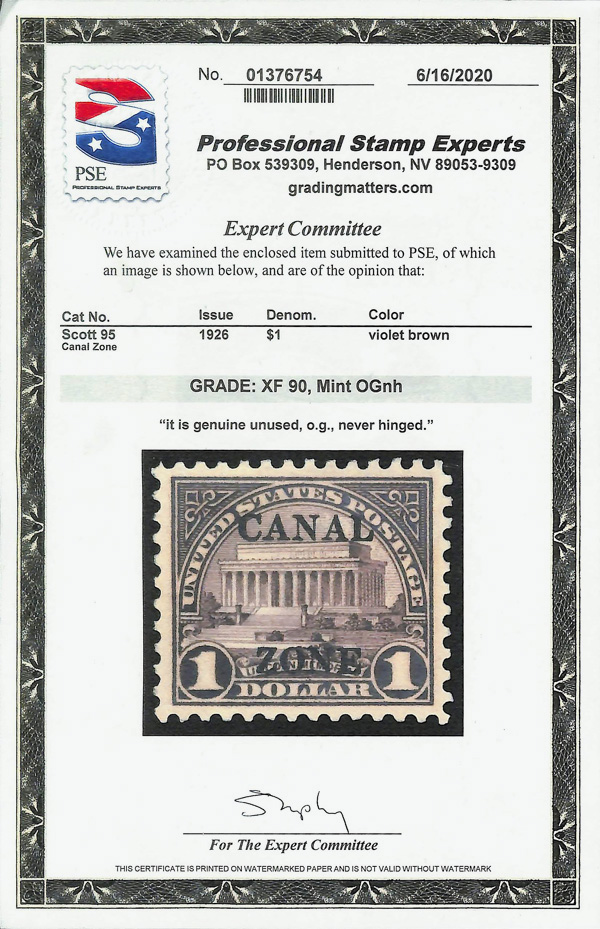 No. 01376754 6/16/2020
PSE
PROFESSIONAL STAMP EXPERTS
Professional Stamp Experts
PO Box 539309, Henderson, NV 89053-9309
gradingmatters.com
Expert Committee
We have examined the enclosed item submitted to PSE, of which
an image is shown below, and are of the opinion that:
Cat No. Issue Denom. Color
Scott 95 1926 $1 violet brown
Canal Zone
GRADE: XF 90, Mint OGnh
“it is genuine unused, o.g., never hinged.”
UNITED STATES POSTAGE
CANAL
ZONE
1 1
DOLLAR
For The Expert Committee
THIS CERTIFICATE IS PRINTED ON WATERMARKED PAPER AND IS NOT VALID WITHOUT WATERMARK